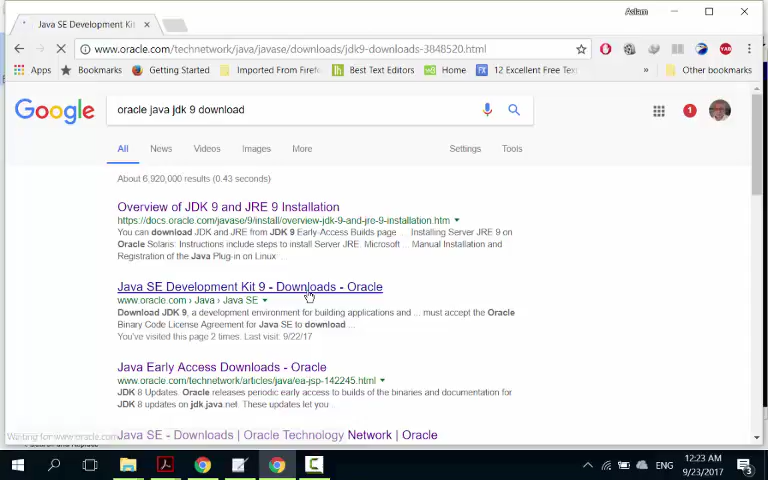 Java SE Development Kit
Aslam
www.oracle.com/technetwork/java/javase/downloads/jdk9-downloads-3848520.html
Apps
Bookmarks
Getting Started
Imported From Firef
Best Text Editors
Home
12 Excellent Free Tex
»
Other bookmarks
Google
oracle java jdk 9 download
1
All News Videos Images More Settings Tools
About 6,920,000 results (0.43 seconds)
Overview of JDK 9 and JRE 9 Installation
https://docs.oracle.com/javase/9/install/overview-jdk-9-and-jre-9-installation.htm
You can download JDK and JRE from JDK 9 Early-Access Builds page ... Installing Server JRE 9 on
Oracle Solaris: Instructions include steps to install Server JRE. Microsoft ... Manual Installation and
Registration of the Java Plug-in on Linux ...
Java SE Development Kit 9 - Downloads - Oracle
www.oracle.com › Java › Java SE
Download JDK 9, a development environment for building applications and ... must accept the Oracle
Binary Code License Agreement for Java SE to download ...
You've visited this page 2 times. Last visit: 9/22/17
Java Early Access Downloads - Oracle
www.oracle.com/technetwork/articles/java/ea-jsp-142245.html
JDK 8 Updates. Oracle releases periodic early access to builds of the binaries and documentation for
JDK 8 updates on jdk.java.net. These updates let you .
Java SE - Downloads | Oracle Technology Network | Oracle
Waiting for www.oracle.com...
ENG
12:23 AM
9/23/2017
3